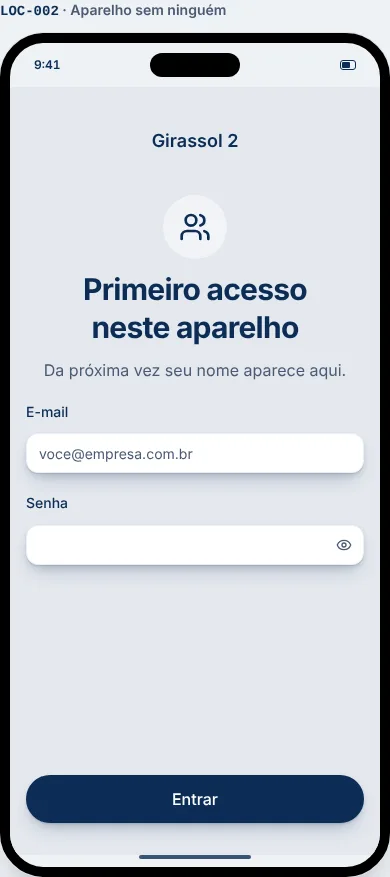 LOC-002 · Aparelho sem ninguém
9:41
Girassol 2
Primeiro acesso
neste aparelho
Da próxima vez seu nome aparece aqui.
E-mail
voce@empresa.com.br
Senha
Entrar